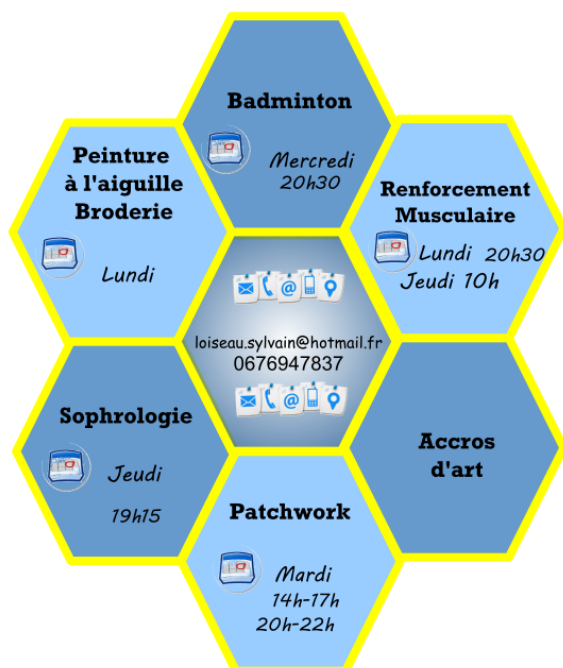 Badminton
Mercredi
20h30
Peinture
à l'aiguille
Broderie
Lundi
Renforcement
Musculaire
Lundi 20h30
Jeudi 10h
loiseau.sylvain@hotmail.fr
0676947837
Sophrologie
Jeudi
19h15
Accros
d'art
Patchwork
Mardi
14h-17h
20h-22h